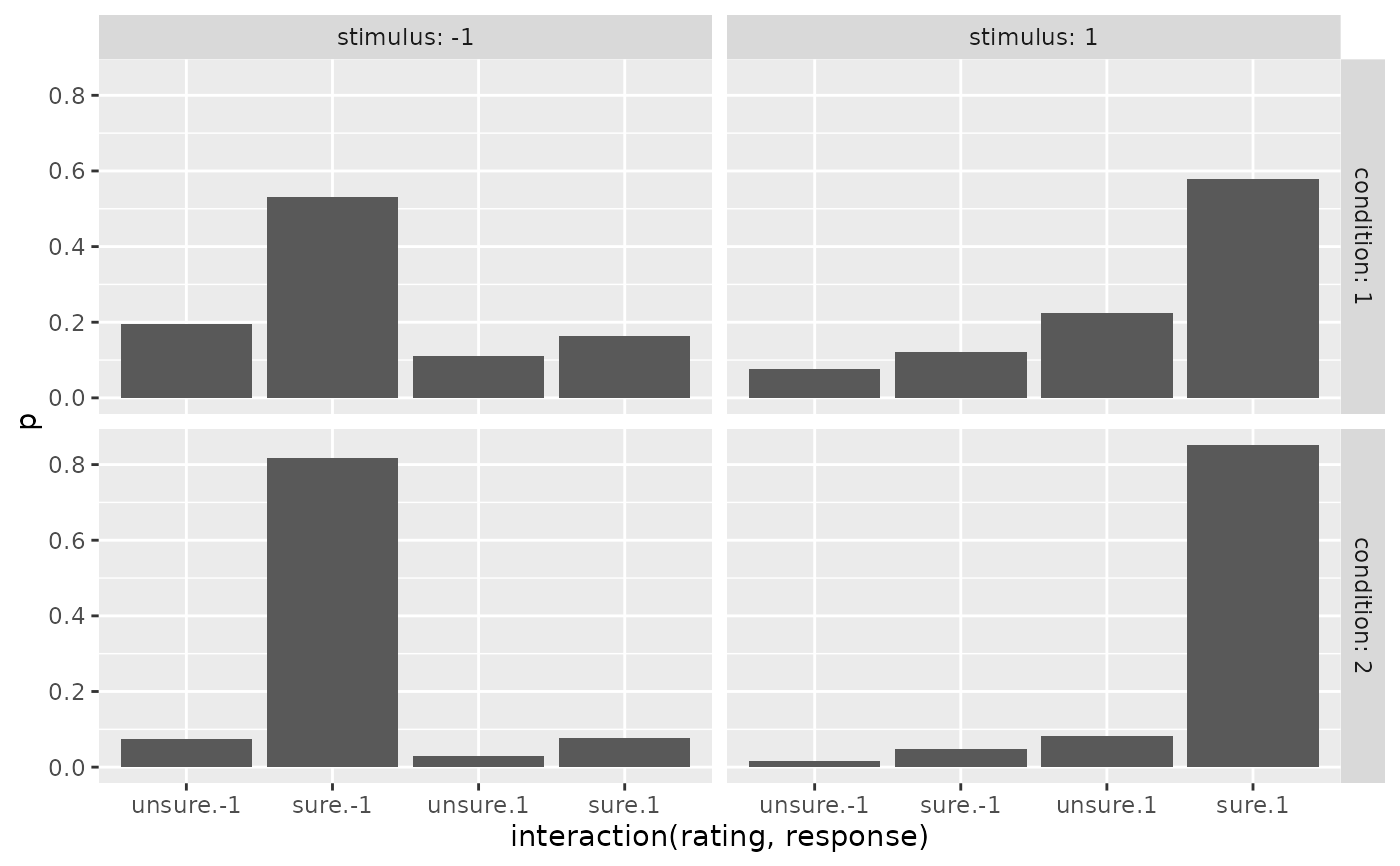 stimulus: -1
stimulus: 1
0.8
0.6
0.4
0.2
0.0
condition: 1
p
0.8
0.6
0.4
0.2
0.0
condition: 2
unsure.-1 sure.-1 unsure.1 sure.1
unsure.-1 sure.-1 unsure.1 sure.1
interaction(rating, response)